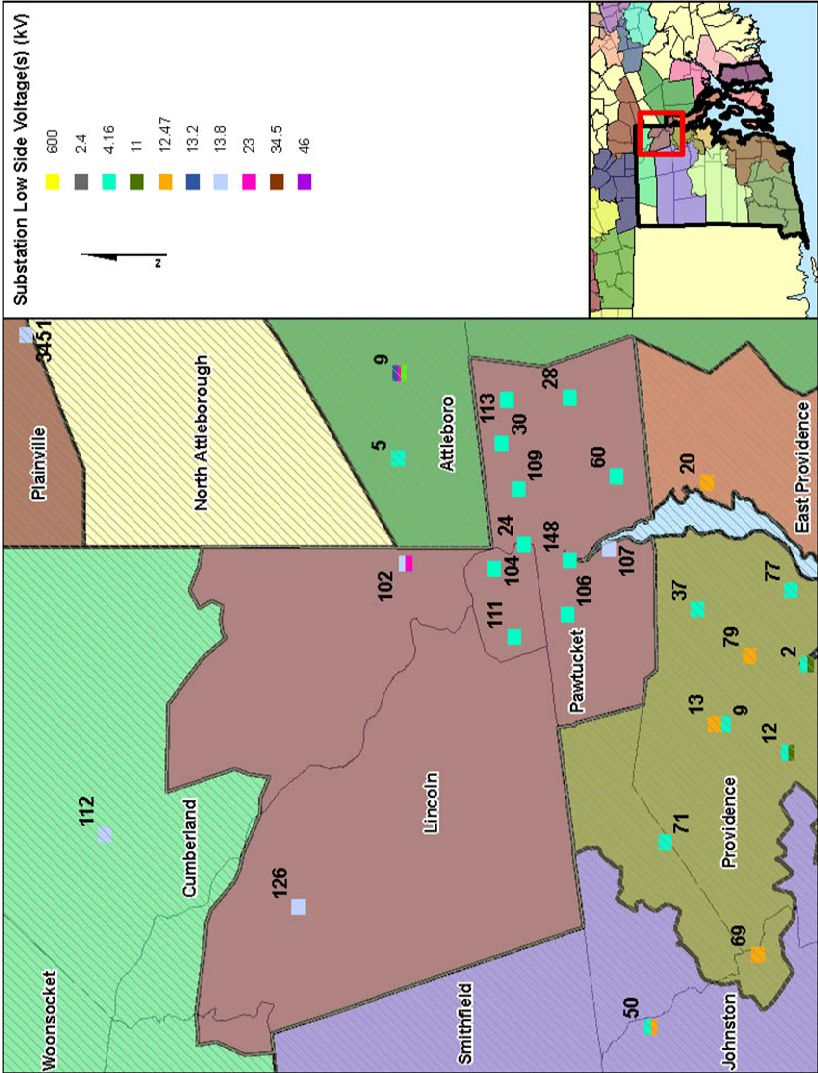 Substation Low Side Voltage(s) (kV)
600
2.4
4.16
11
12.47
13.2
13.8
23
34.5
46
N
Woonsocket
Plainville
3451
112
Cumberland
North Attleborough
126
102
5
9
Lincoln
Attleboro
Smithfield
111
104
24
109
30
113
148
28
Pawtucket
106
60
107
50
71
37
20
13
79
9
69
12
77
2
Johnston
Providence
East Providence